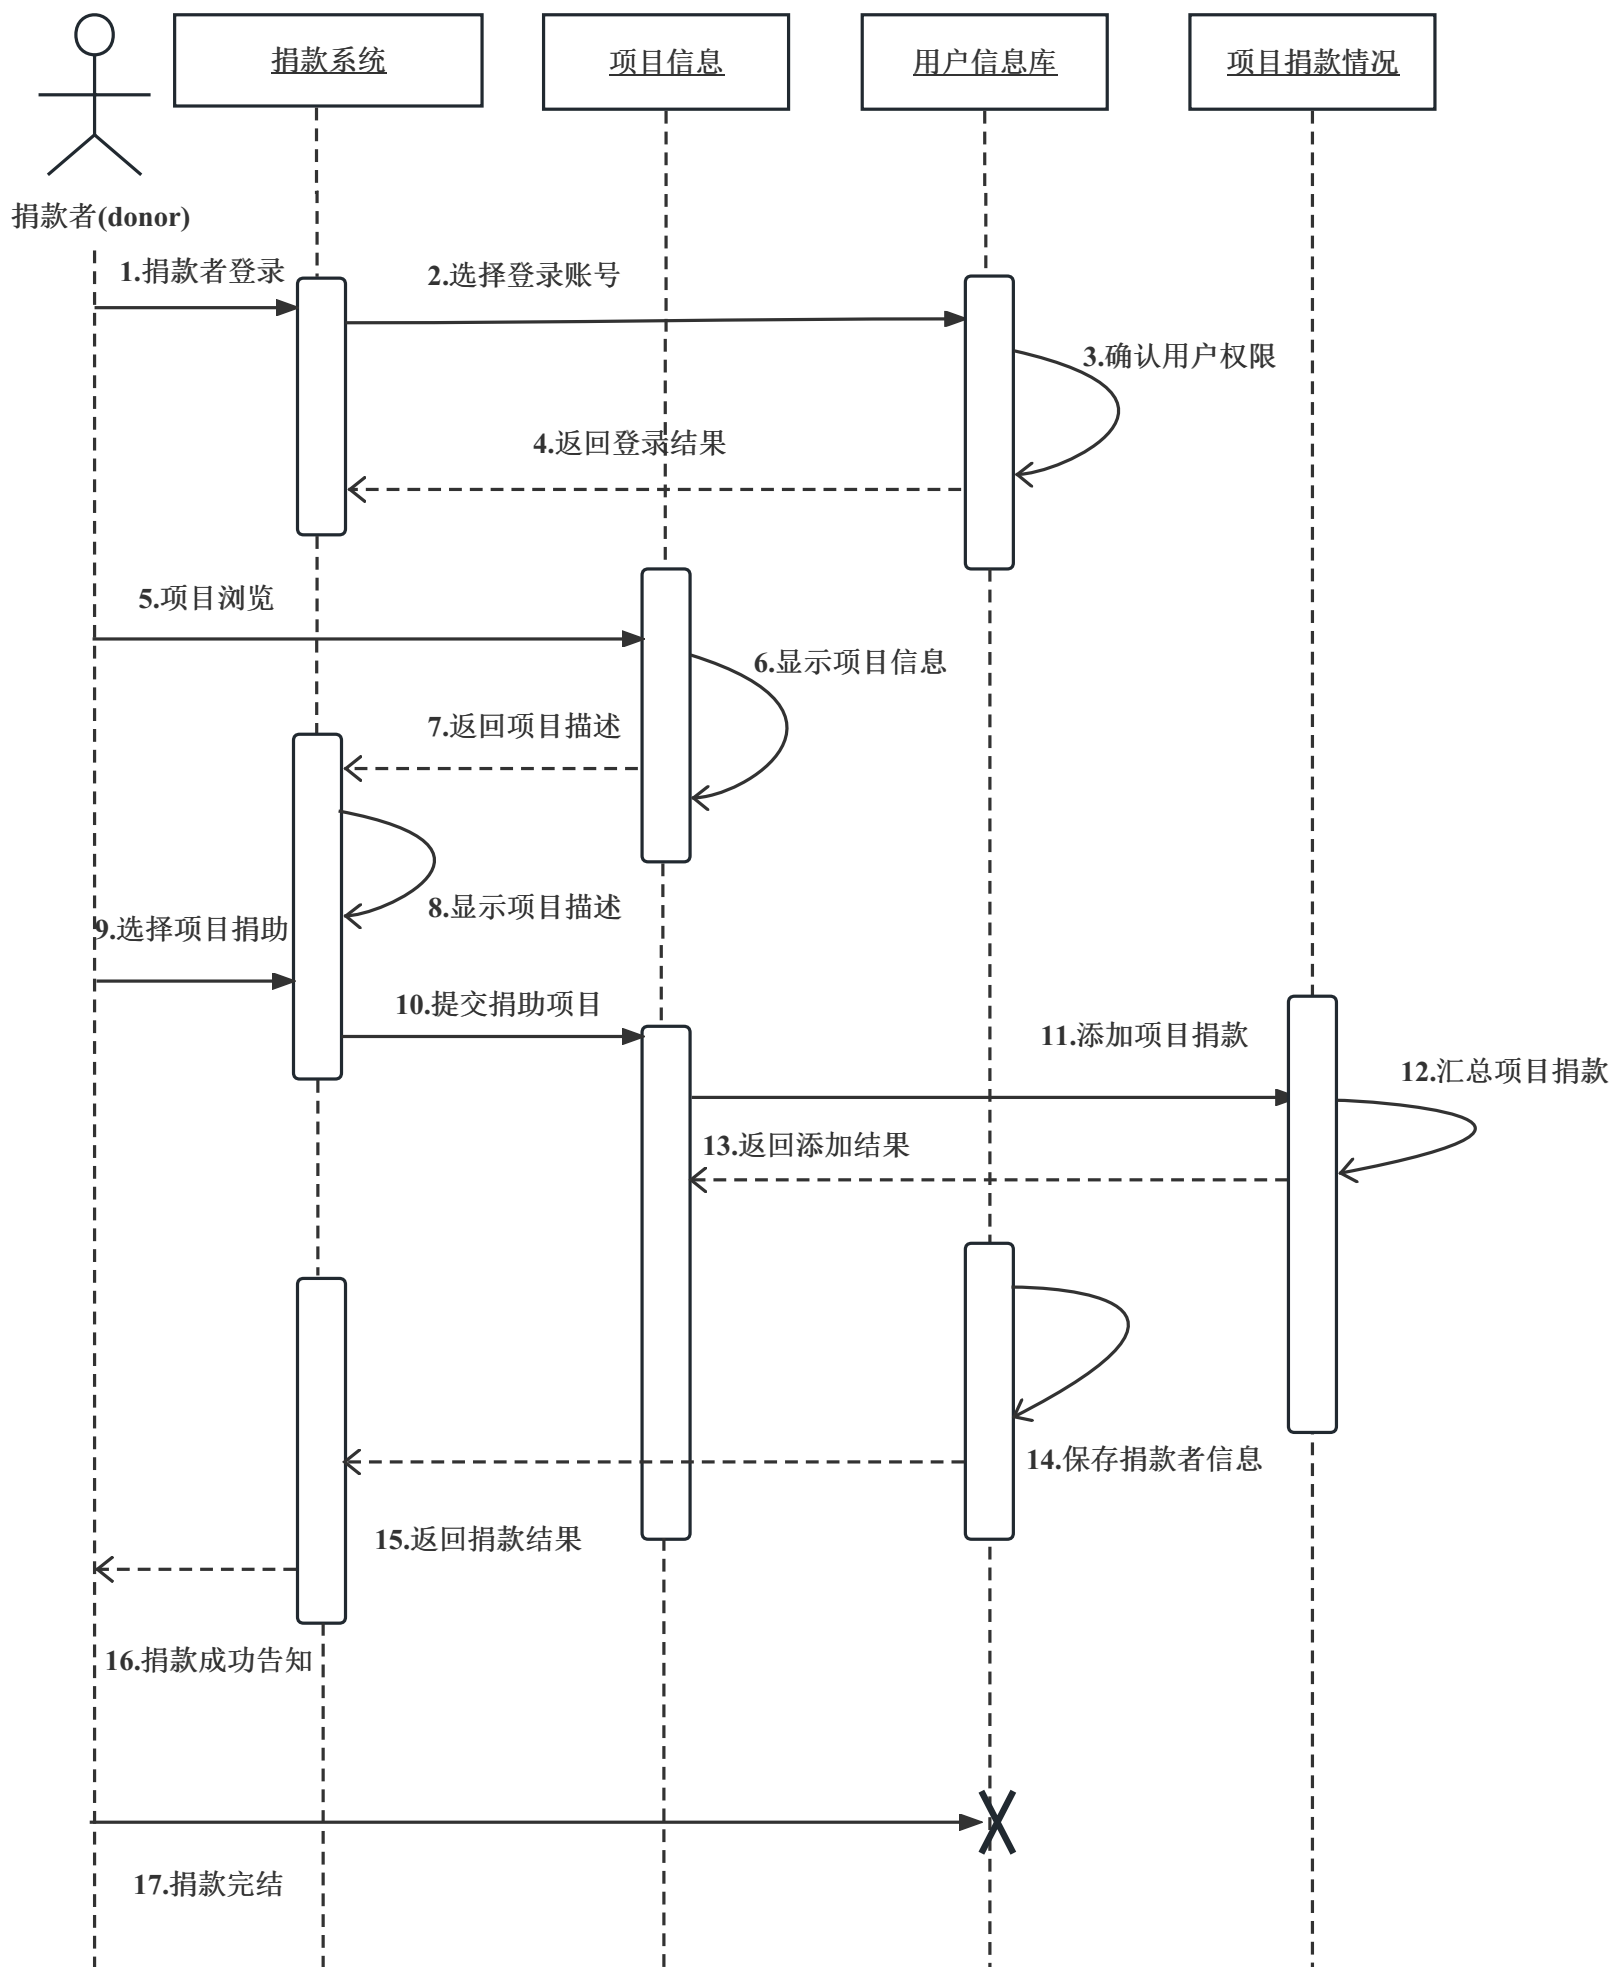 捐款系统
项目信息
用户信息库
项目捐款情况
捐款者(donor)
1.捐款者登录
2.选择登录账号
3.确认用户权限
4.返回登录结果
5.项目浏览
6.显示项目信息
7.返回项目描述
8.显示项目描述
9.选择项目捐助
10.提交捐助项目
11.添加项目捐款
12.汇总项目捐款
13.返回添加结果
14.保存捐款者信息
15.返回捐款结果
16.捐款成功告知
17.捐款完结